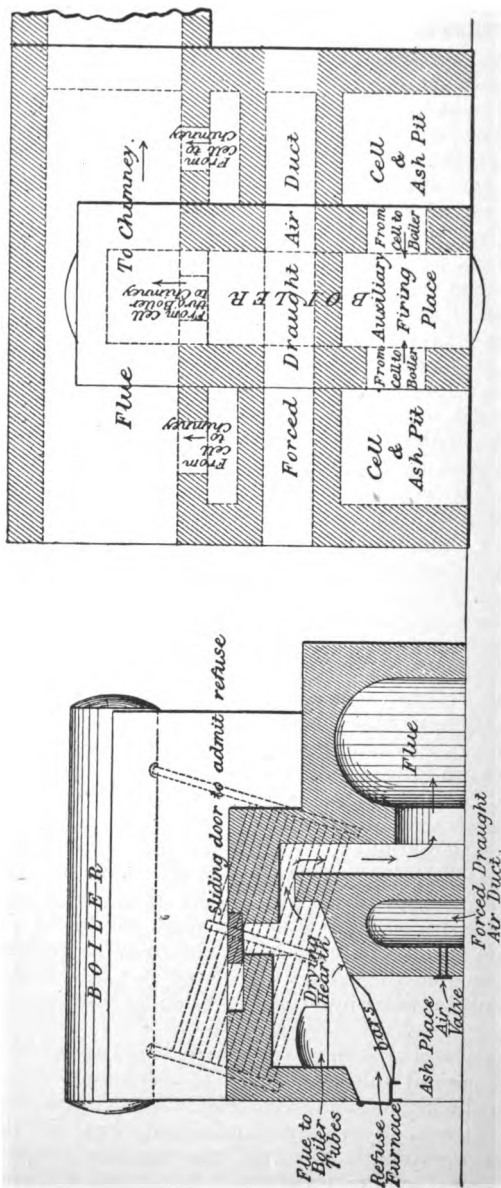 To Chimney.
Flue
From
Cell to
Chimney
From Cell
thro' Boiler
to Chimney
From
Cell
to
Chimney
Forced Draught Air Duct
BOILER
Cell
&
Ash Pit
From
Cell to
Boiler
Auxiliary
Firing
Place
From
Cell to
Boiler
Cell
&
Ash Pit
BOILER
Sliding door to admit refuse
Flue
Drying
Hearth
bars
Flue to
Boiler
Tubes
Refuse
Furnace
Ash Place
Air
Valve
Forced Draught
Air Duct.